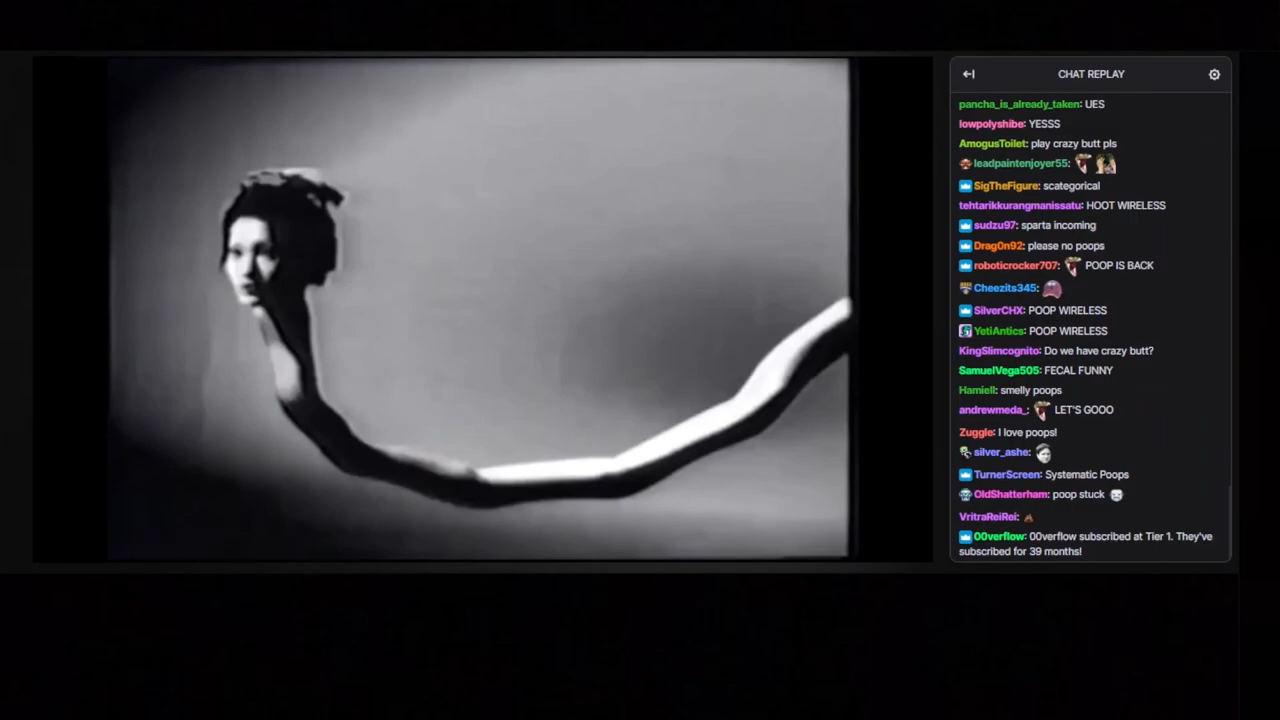 CHAT REPLAY
pancha_is_already_taken: UES
lowpolyshibe: YESSS
AmogusToilet: play crazy butt pls
leadpaintenjoyer55:
SigTheFigure: scategorical
tehtarikkurangmanissatu: HOOT WIRELESS
sudzu97: sparta incoming
Drag0n92: please no poops
roboticrocker707: POOP IS BACK
Cheezits345:
SilverCHX: POOP WIRELESS
YetiAntics: POOP WIRELESS
KingSlimcognito: Do we have crazy butt?
SamuelVega505: FECAL FUNNY
Hamiell: smelly poops
andrewmeda_: LET'S GOOO
Zuggle: I love poops!
silver_ashe:
TurnerScreen: Systematic Poops
OldShatterham: poop stuck
VritraReiRei:
00verflow: 00verflow subscribed at Tier 1. They've
subscribed for 39 months!